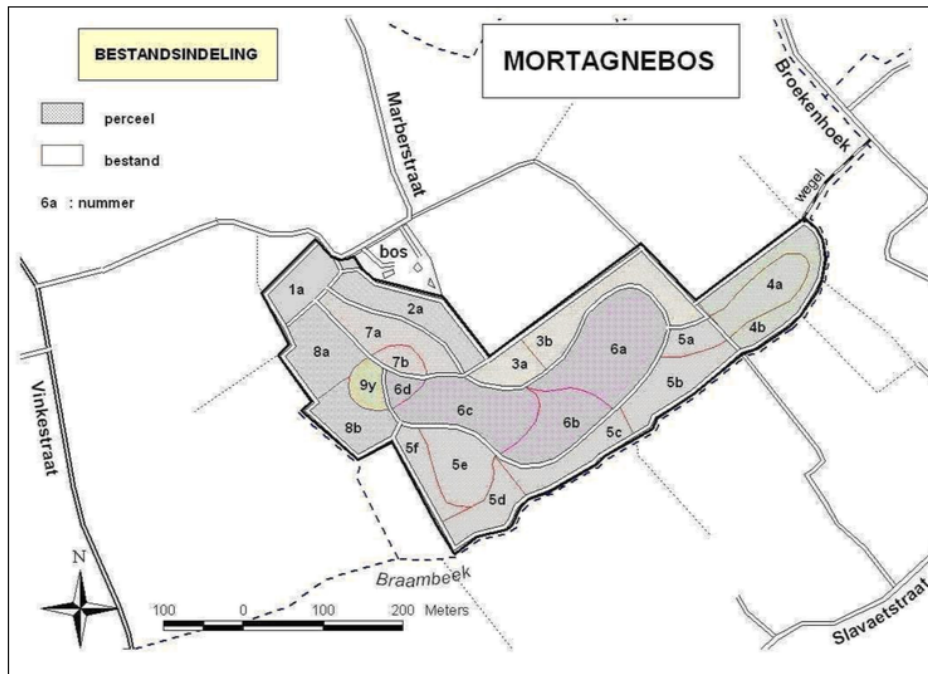 BESTANDSINDELING
MORTAGNEBOS
perceel
bestand
6a : nummer
Marberstraat
Broekenhoek
wegel
bos
Vinkestraat
1a
2a
3a
3b
4a
4b
5a
5b
5c
5d
5e
5f
6a
6b
6c
6d
7a
7b
8a
8b
9y
N
Braambeek
Slavaetstraat
100 0 100 200 Meters